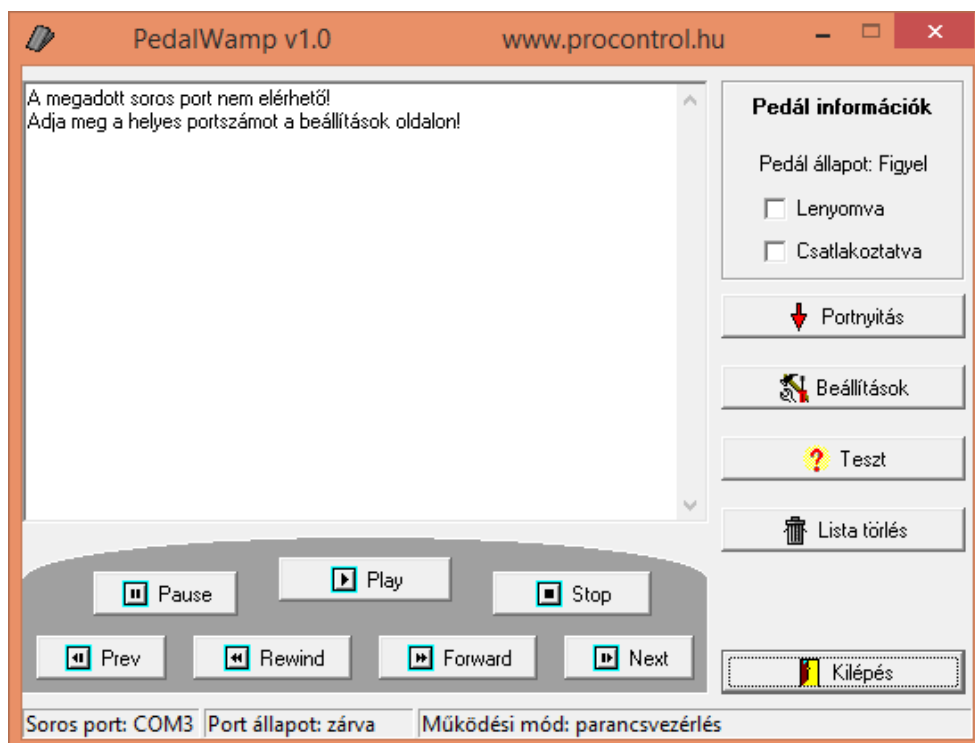 PedalWamp v1.0 www.procontrol.hu
A megadott soros port nem elérhető!
Adja meg a helyes portszámot a beállítások oldalon!
Pedál információk
Pedál állapot: Figyel
Lenyomva
Csatlakoztatva
Portnyitás
Beállítások
Teszt
Lista törlés
Pause
Play
Stop
Prev
Rewind
Forward
Next
Kilépés
Soros port: COM3 Port állapot: zárva Működési mód: parancsvezérlés